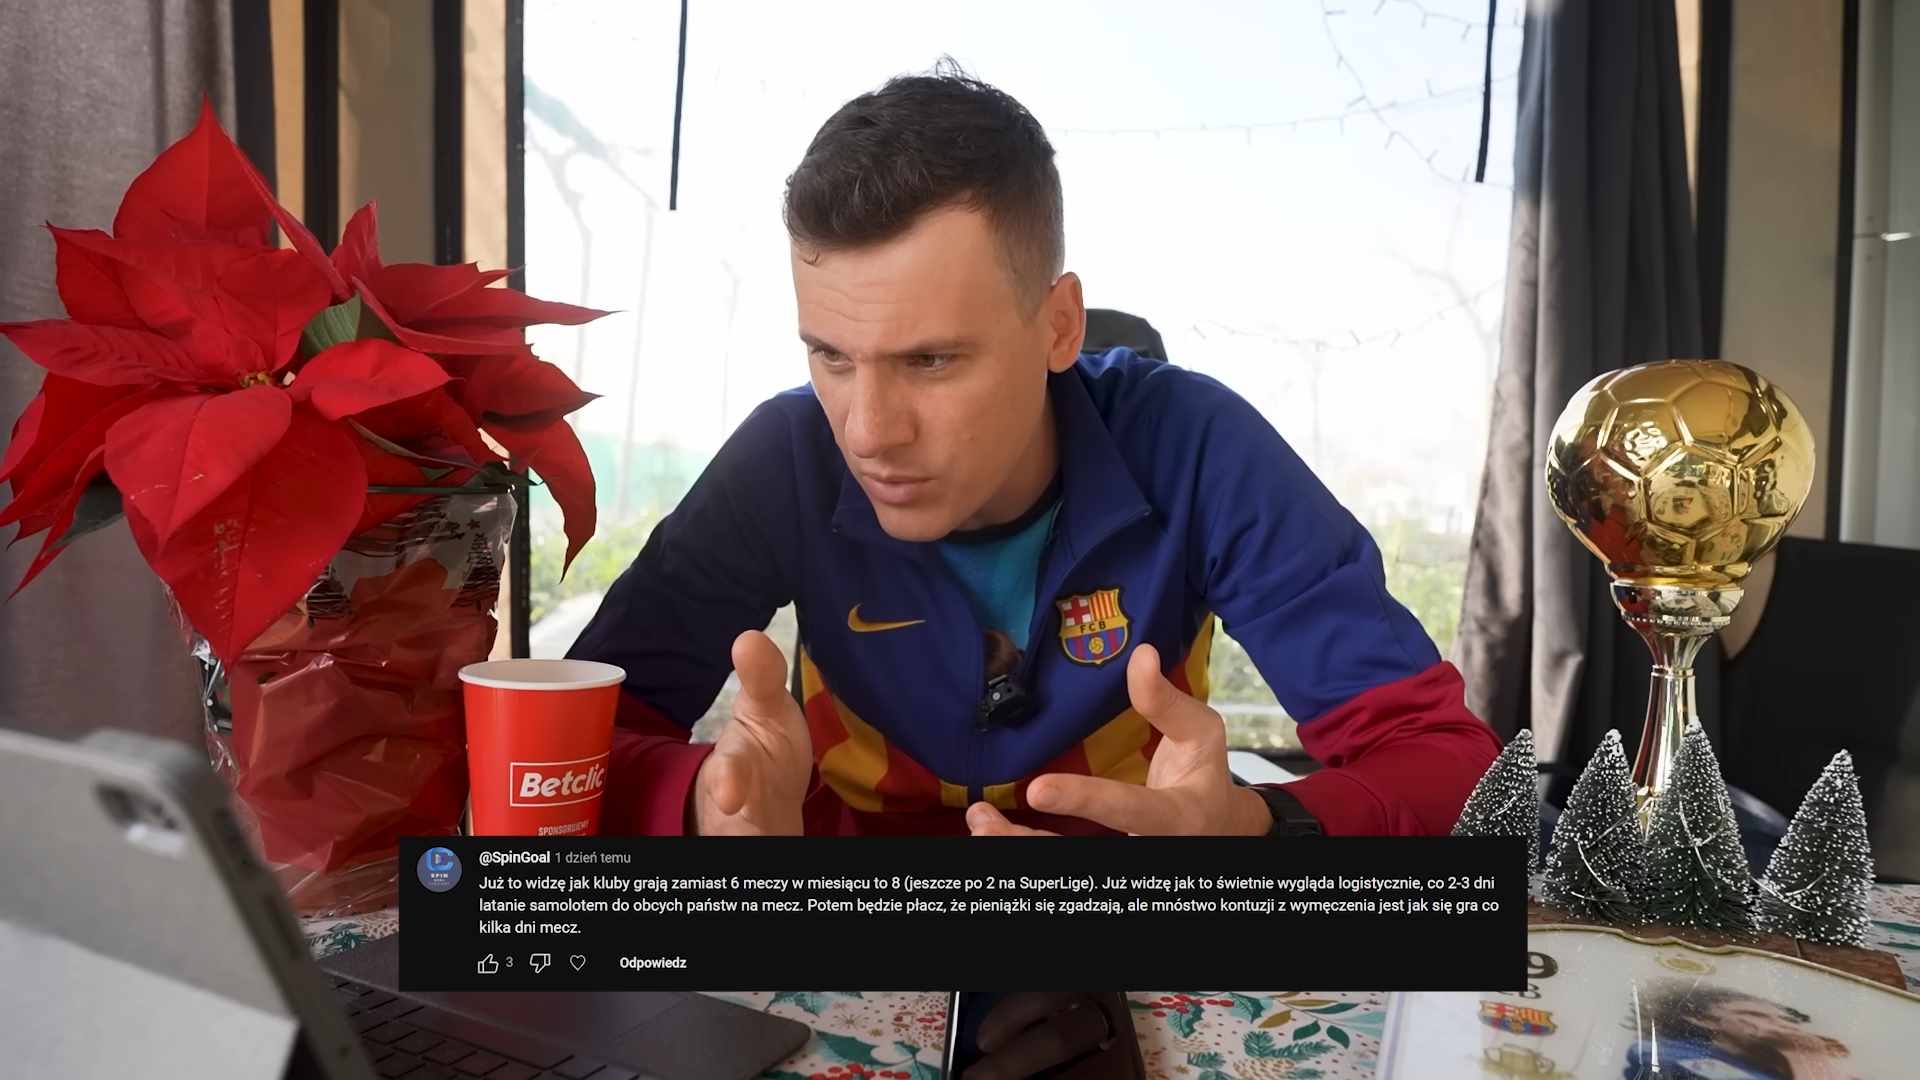 FCB
Betclic
SPONSORUJEMY
@SpinGoal 1 dzień temu
Już to widzę jak kluby grają zamiast 6 meczy w miesiącu to 8 (jeszcze po 2 na SuperLige). Już widzę jak to świetnie wygląda logistycznie, co 2-3 dni
latanie samolotem do obcych państw na mecz. Potem będzie płacz, że pieniążki się zgadzają, ale mnóstwo kontuzji z wymęczenia jest jak się gra co
kilka dni mecz.
3
Odpowiedz
SPIN
9